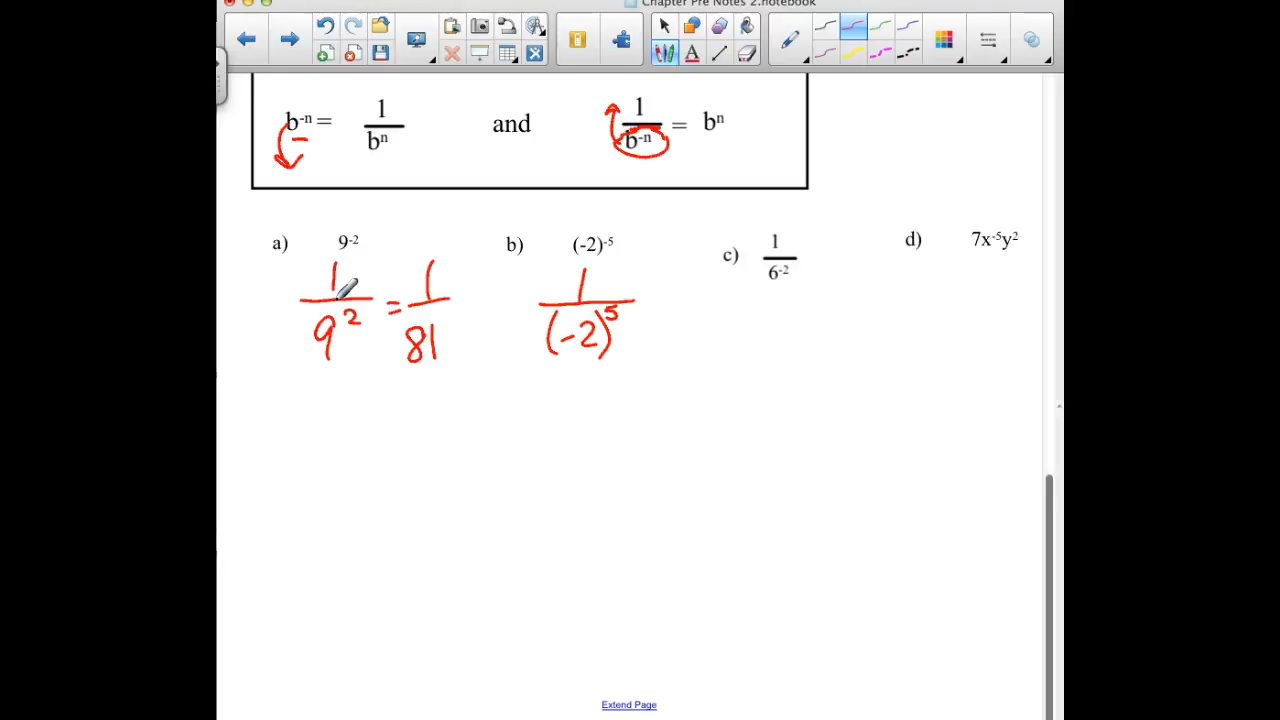 Chapter Pre Notes 2.notebook
b⁻ⁿ = 1/bⁿ and 1/b⁻ⁿ = bⁿ
a) 9⁻² b) (-2)⁻⁵ c) 1/6⁻² d) 7x⁻⁵y²
1/9² = 1/81 1/(-2)⁵
Extend Page